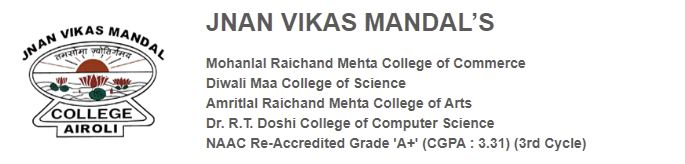 JNAN VIKAS MANDAL
तमसोमा ज्योतिर्गमय
COLLEGE
AIROLI
JNAN VIKAS MANDAL’S
Mohanlal Raichand Mehta College of Commerce
Diwali Maa College of Science
Amritlal Raichand Mehta College of Arts
Dr. R.T. Doshi College of Computer Science
NAAC Re-Accredited Grade 'A+' (CGPA : 3.31) (3rd Cycle)